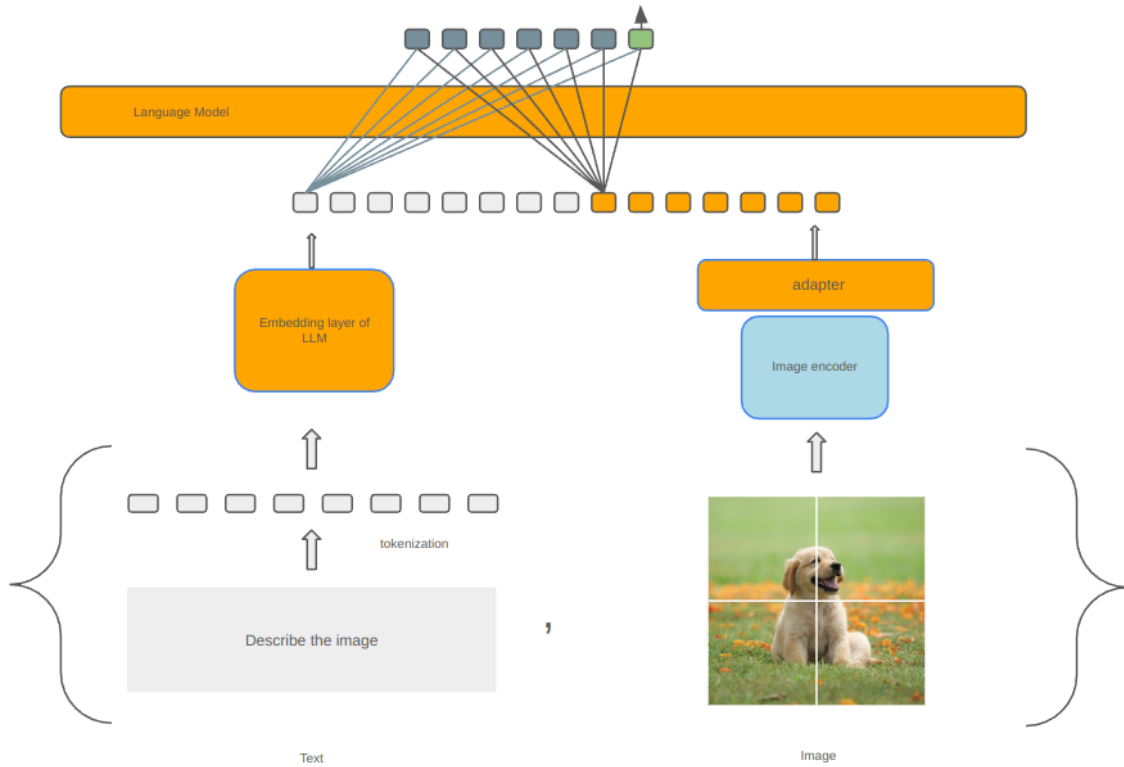 Language Model
adapter
Embedding layer of
LLM
Image encoder
tokenization
Describe the image
,
Text
Image